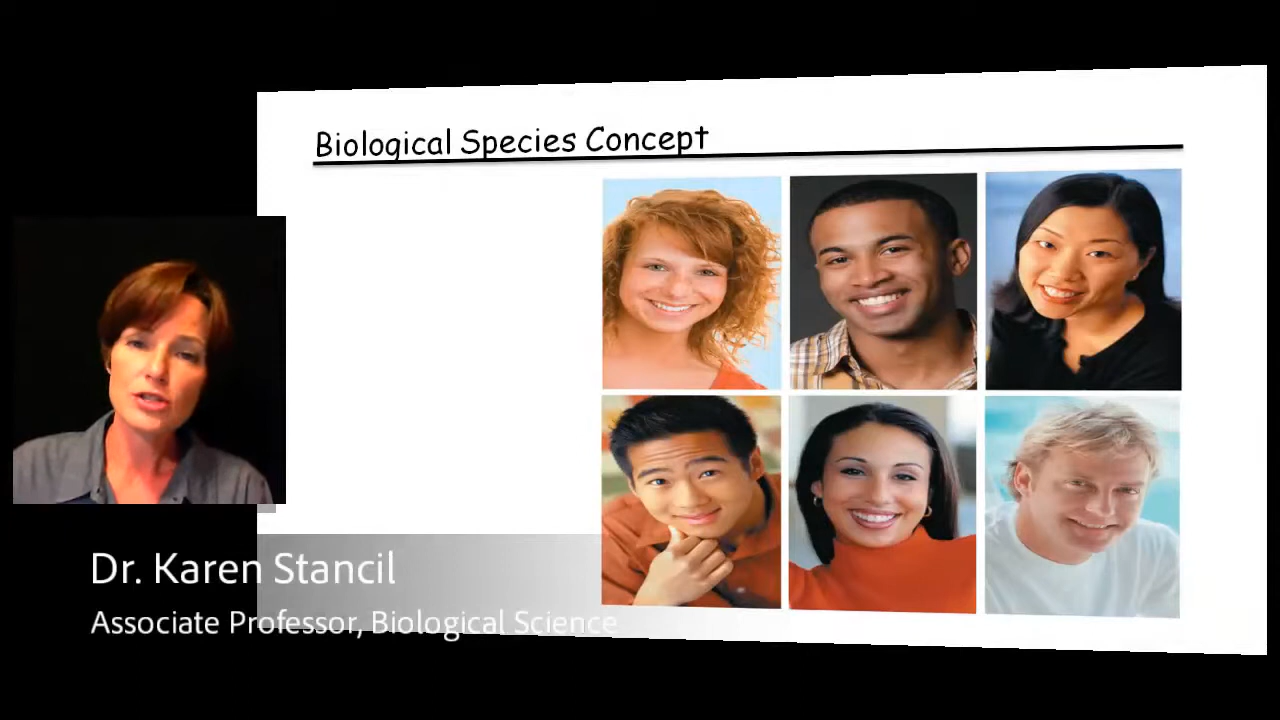 Biological Species Concept
Dr. Karen Stancil
Associate Professor, Biological Science